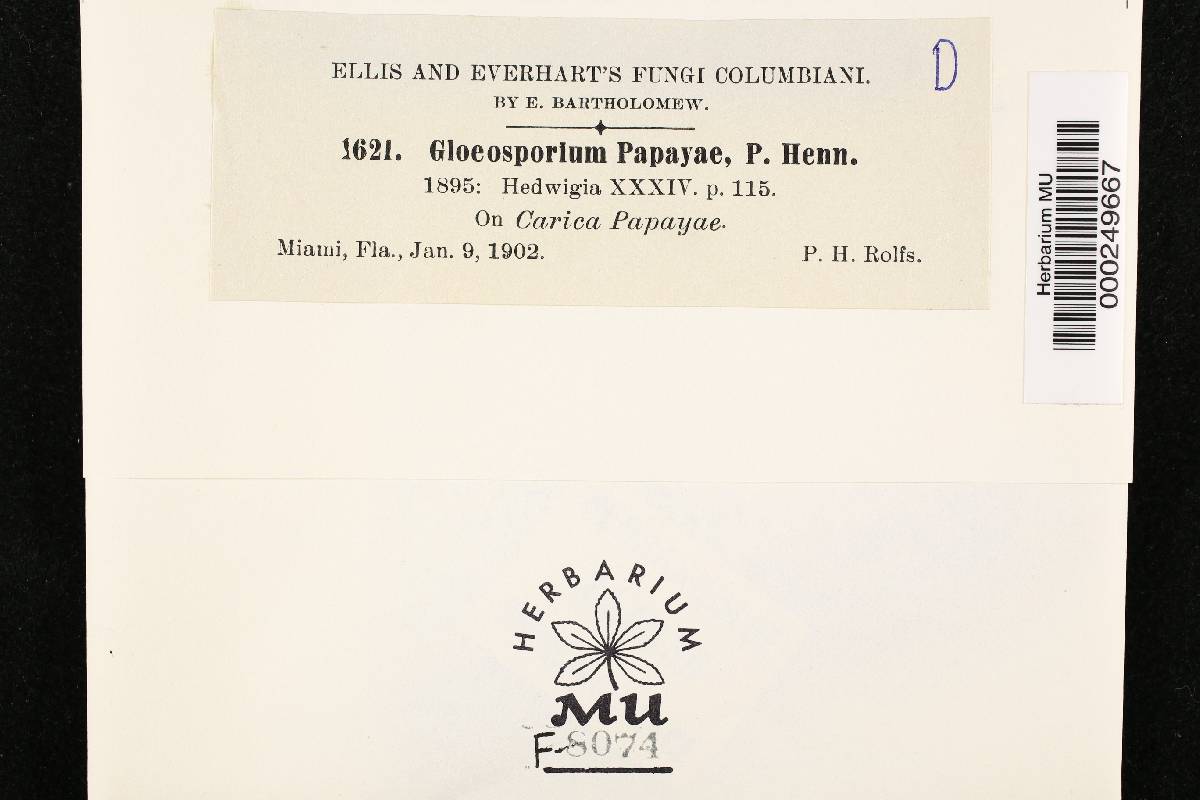 ELLIS AND EVERHART'S FUNGI COLUMBIANI.
BY E. BARTHOLOMEW.
1621. Gloeosporium Papayae, P. Henn.
1895: Hedwigia XXXIV. p. 115.
On Carica Papayae.
Miami, Fla., Jan. 9, 1902. P. H. Rolfs.
D
Herbarium MU
000249667
HERBARIUM
MU
F-8074